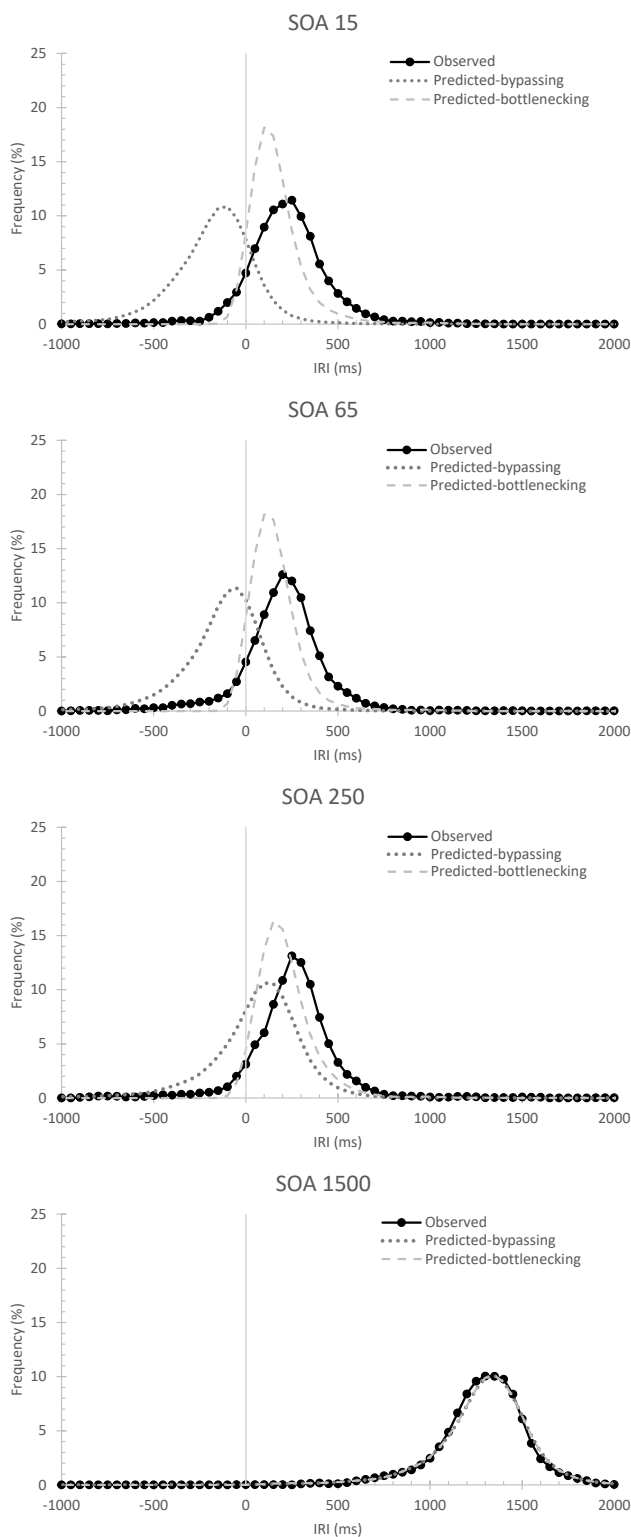 SOA 15
Observed
Predicted-bypassing
Predicted-bottlenecking
Frequency (%)
25
20
15
10
5
0
-1000 -500 0 500 1000 1500 2000
IRI (ms)
SOA 65
Observed
Predicted-bypassing
Predicted-bottlenecking
Frequency (%)
25
20
15
10
5
0
-1000 -500 0 500 1000 1500 2000
IRI (ms)
SOA 250
Observed
Predicted-bypassing
Predicted-bottlenecking
Frequency (%)
25
20
15
10
5
0
-1000 -500 0 500 1000 1500 2000
IRI (ms)
SOA 1500
Observed
Predicted-bypassing
Predicted-bottlenecking
Frequency (%)
25
20
15
10
5
0
-1000 -500 0 500 1000 1500 2000
IRI (ms)